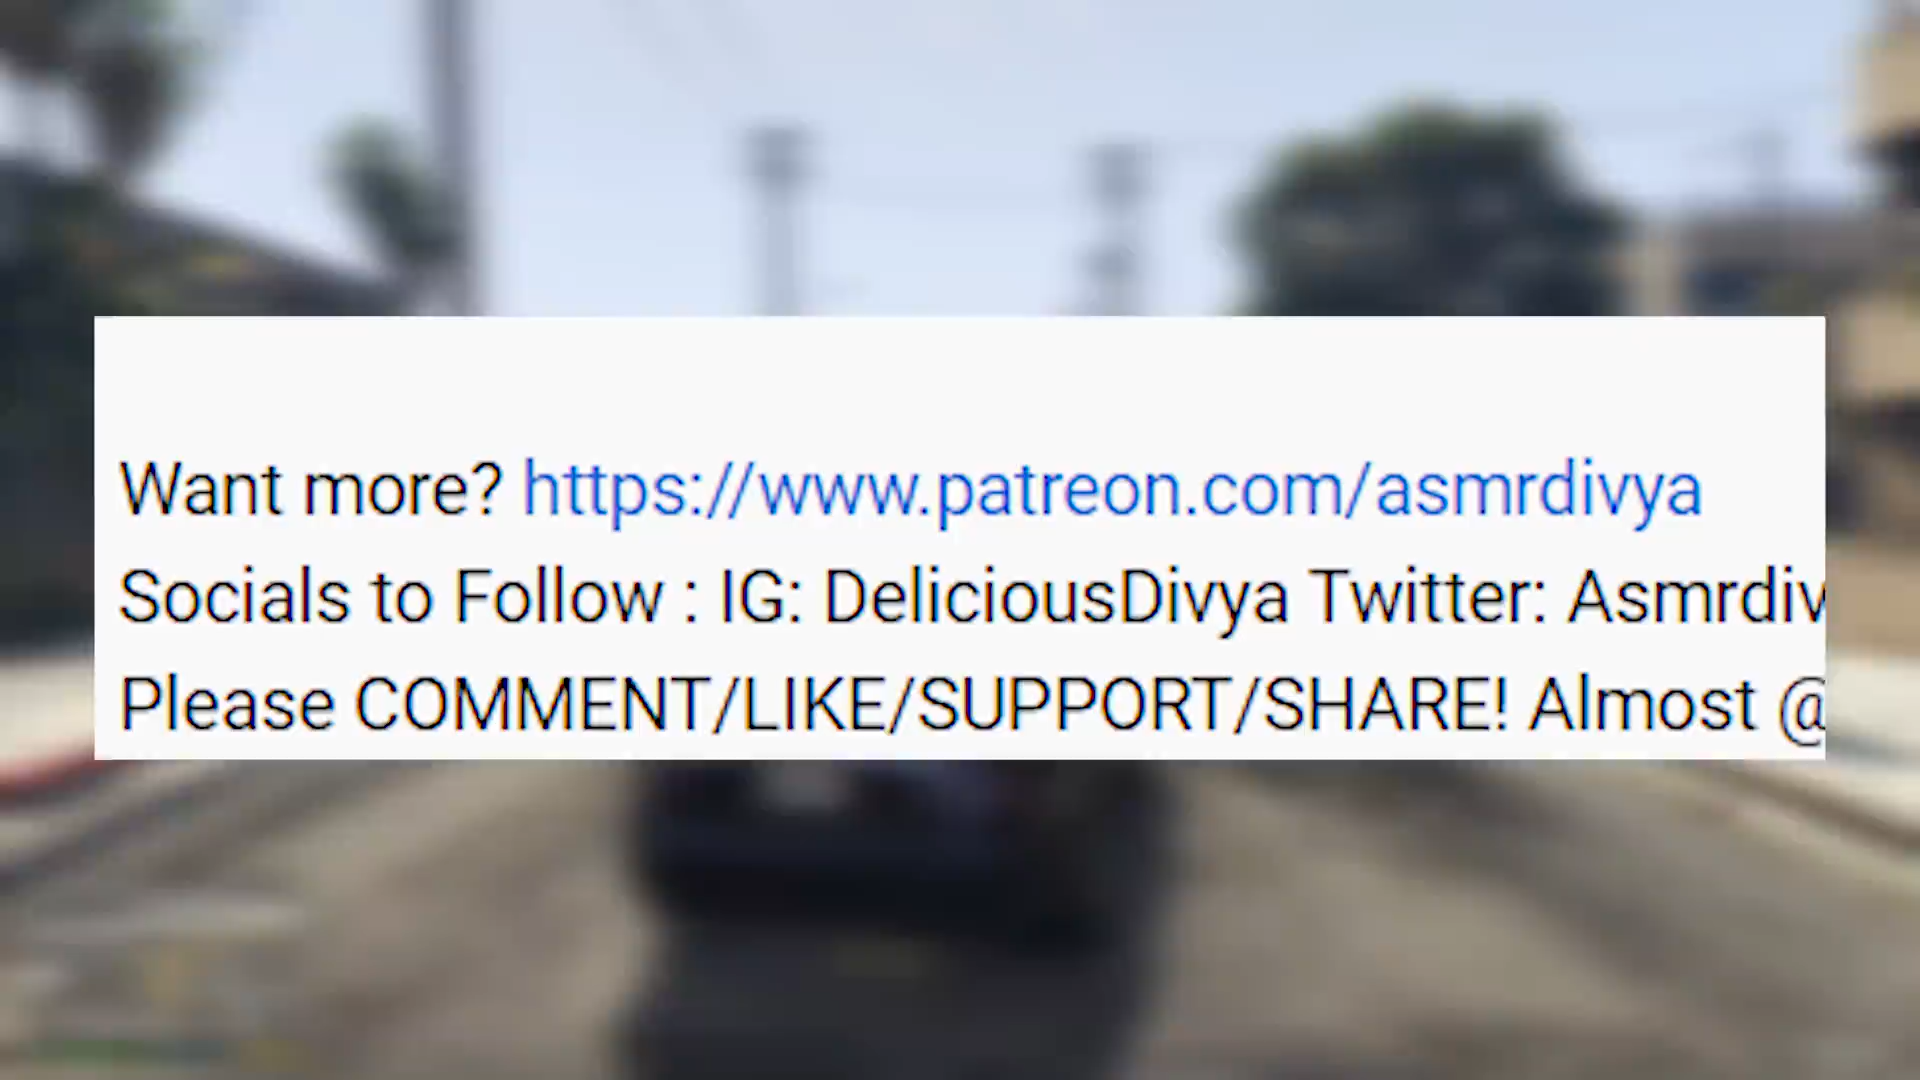 Want more? https://www.patreon.com/asmrdivya
Socials to Follow : IG: DeliciousDivya Twitter: Asmrdiv
Please COMMENT/LIKE/SUPPORT/SHARE! Almost @